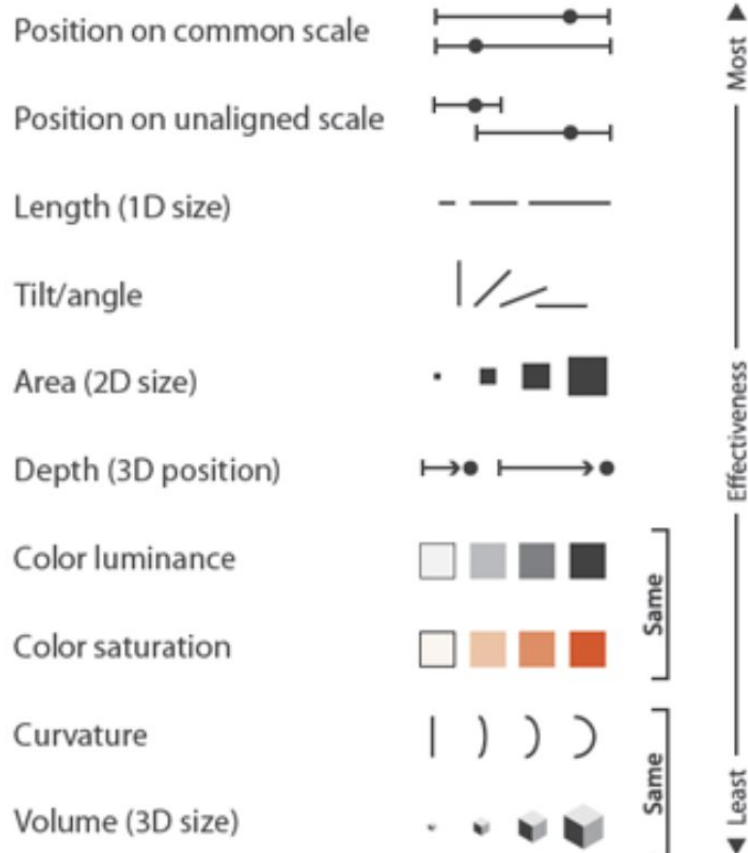 Position on common scale
Position on unaligned scale
Length (1D size)
Tilt/angle
Area (2D size)
Depth (3D position)
Color luminance
Color saturation
Same
Curvature
Volume (3D size)
Same
Most
Effectiveness
Least